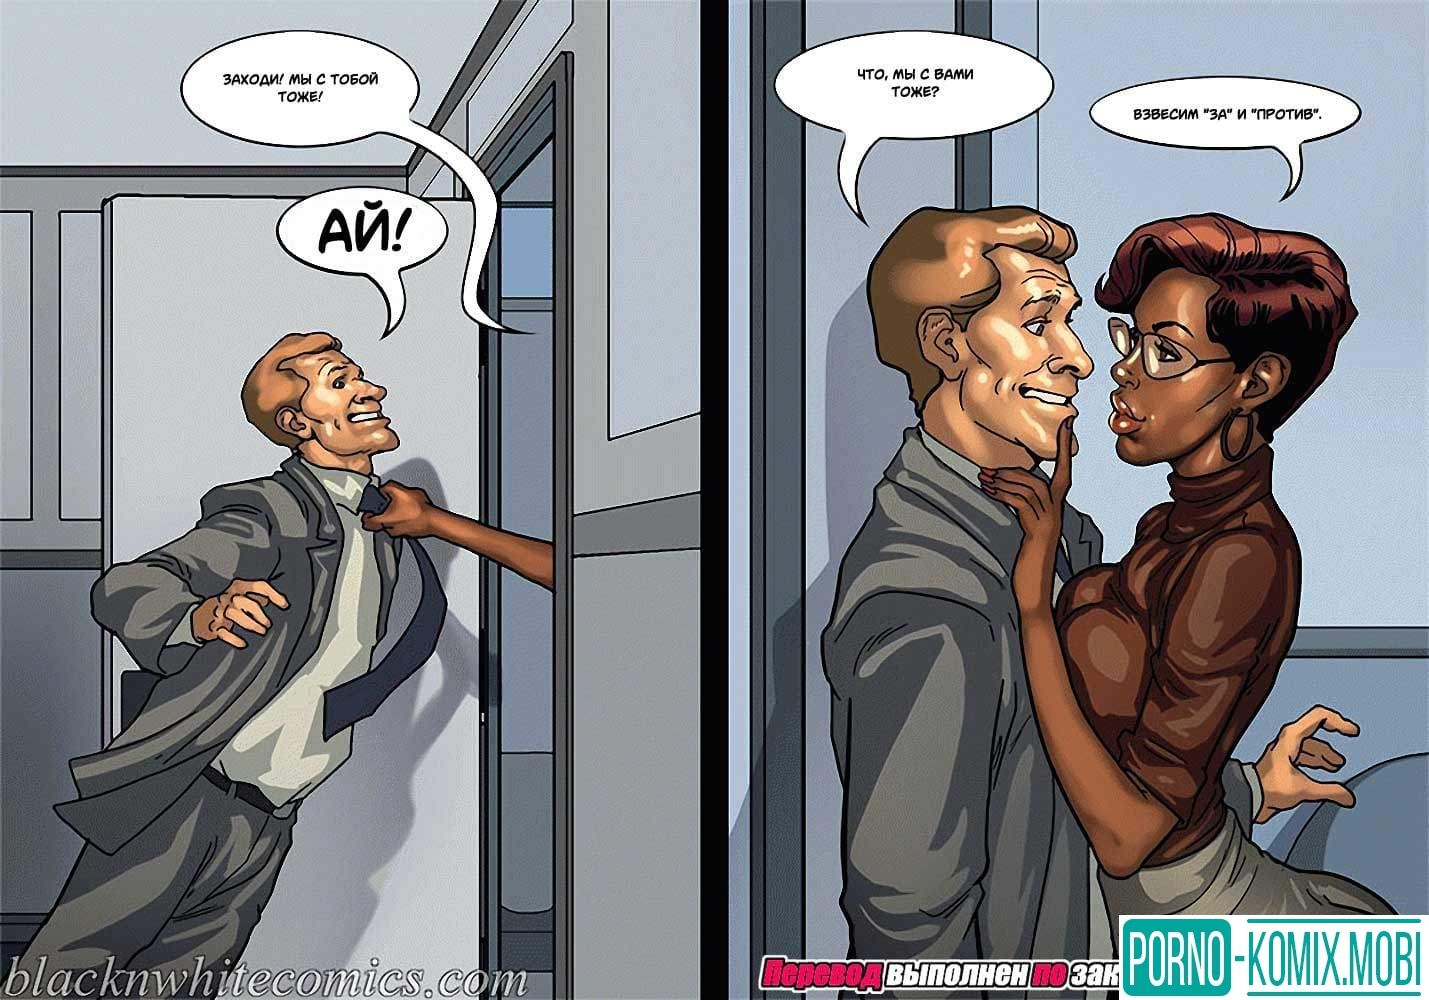 ЗАХОДИ! МЫ С ТОБОЙ
ТОЖЕ!
АЙ!
ЧТО, МЫ С ВАМИ
ТОЖЕ?
ВЗВЕСИМ "ЗА" И "ПРОТИВ".
blacknwhitecomics.com
Перевод выполнен по зак
PORNO-KOMIX.MOBI